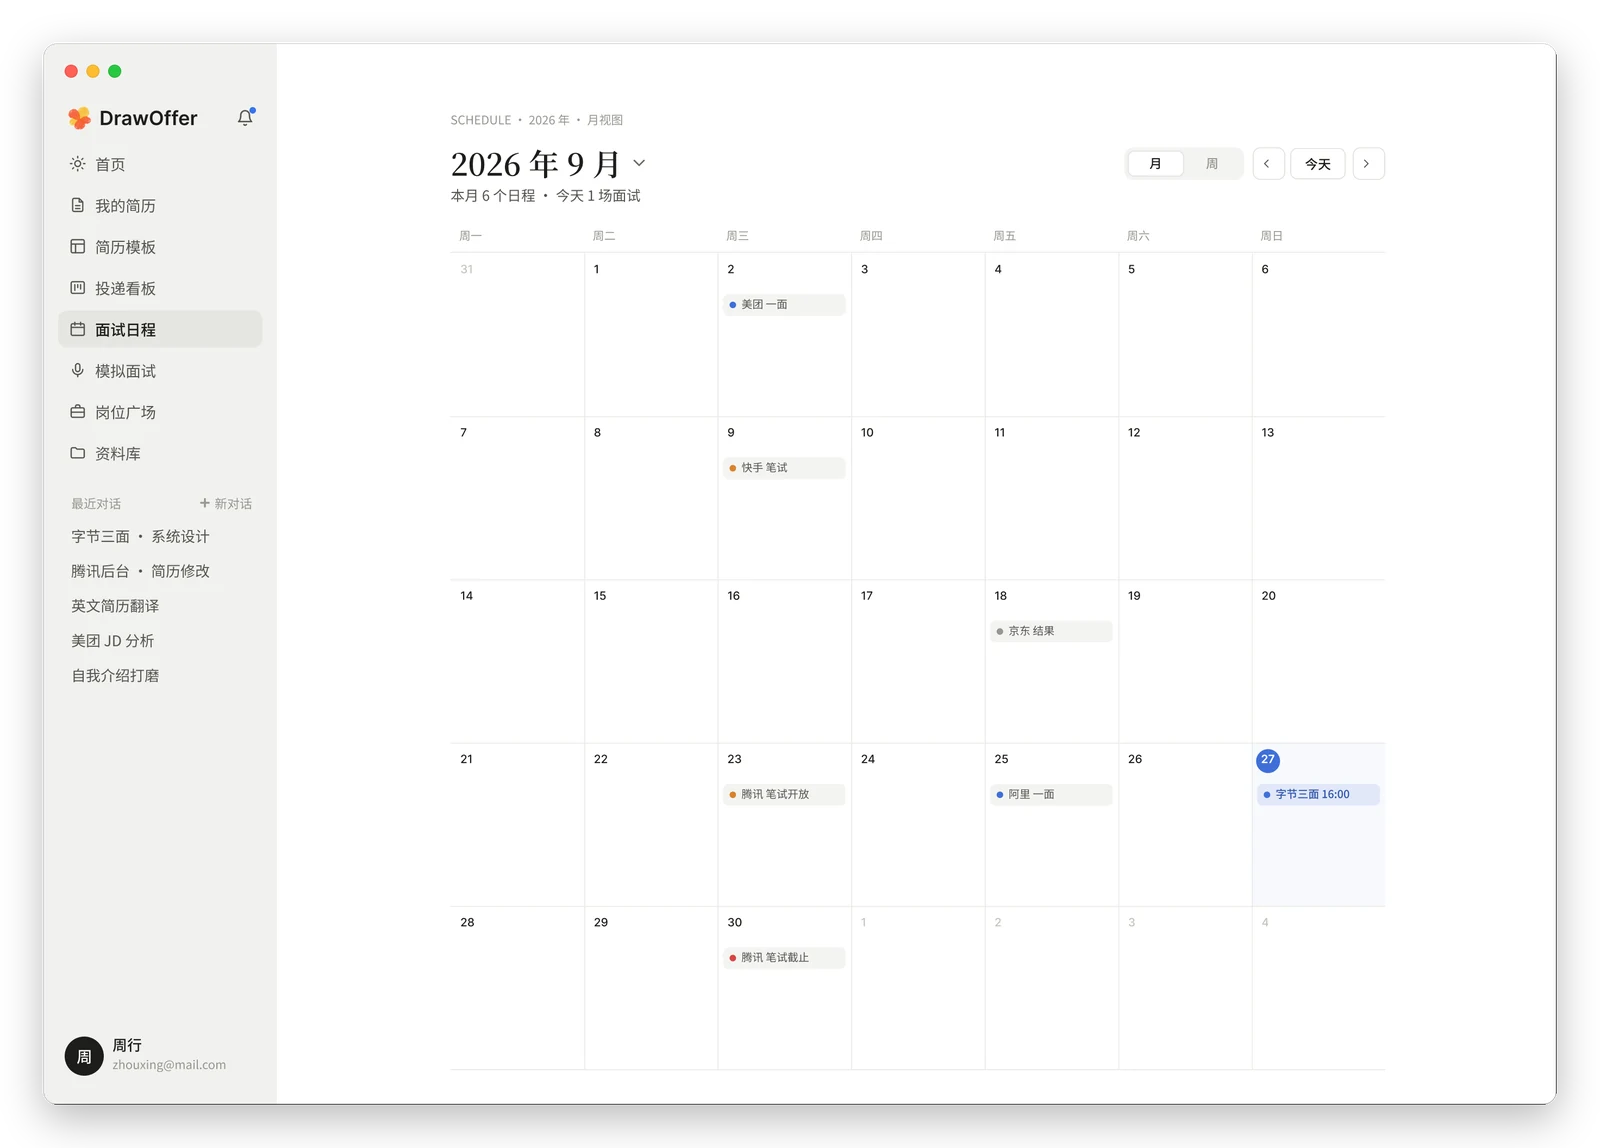 DrawOffer
首页
我的简历
简历模板
投递看板
面试日程
模拟面试
岗位广场
资料库
最近对话
+ 新对话
字节三面 · 系统设计
腾讯后台 · 简历修改
英文简历翻译
美团 JD 分析
自我介绍打磨
周
周行
zhouxing@mail.com
SCHEDULE · 2026 年 · 月视图
2026 年 9 月
本月 6 个日程 · 今天 1 场面试
月 周 今天
周一 周二 周三 周四 周五 周六 周日
31 1 2 3 4 5 6
美团 一面
7 8 9 10 11 12 13
快手 笔试
14 15 16 17 18 19 20
京东 结果
21 22 23 24 25 26 27
腾讯 笔试开放 阿里 一面 字节三面 16:00
28 29 30 1 2 3 4
腾讯 笔试截止